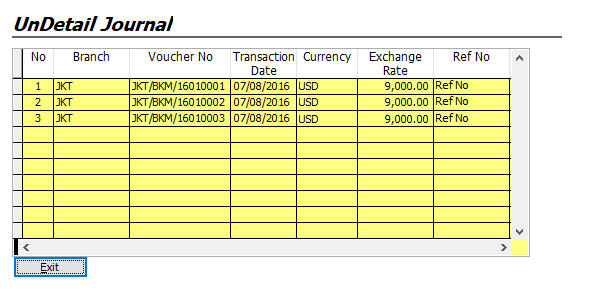 UnDetail Journal
No Branch Voucher No Transaction Date Currency Exchange Rate Ref No
1 JKT JKT/BKM/16010001 07/08/2016 USD 9,000.00 Ref No
2 JKT JKT/BKM/16010002 07/08/2016 USD 9,000.00 Ref No
3 JKT JKT/BKM/16010003 07/08/2016 USD 9,000.00 Ref No
Exit